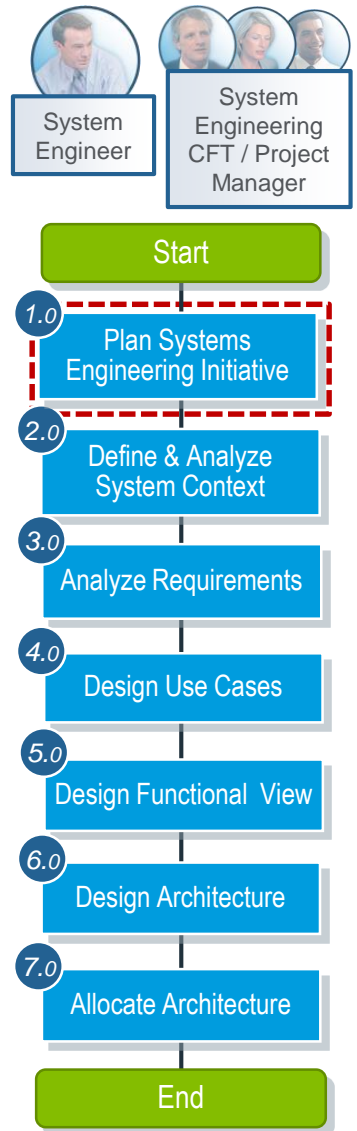 System
Engineer
System
Engineering
CFT / Project
Manager
Start
1.0
Plan Systems
Engineering Initiative
2.0
Define & Analyze
System Context
3.0
Analyze Requirements
4.0
Design Use Cases
5.0
Design Functional View
6.0
Design Architecture
7.0
Allocate Architecture
End